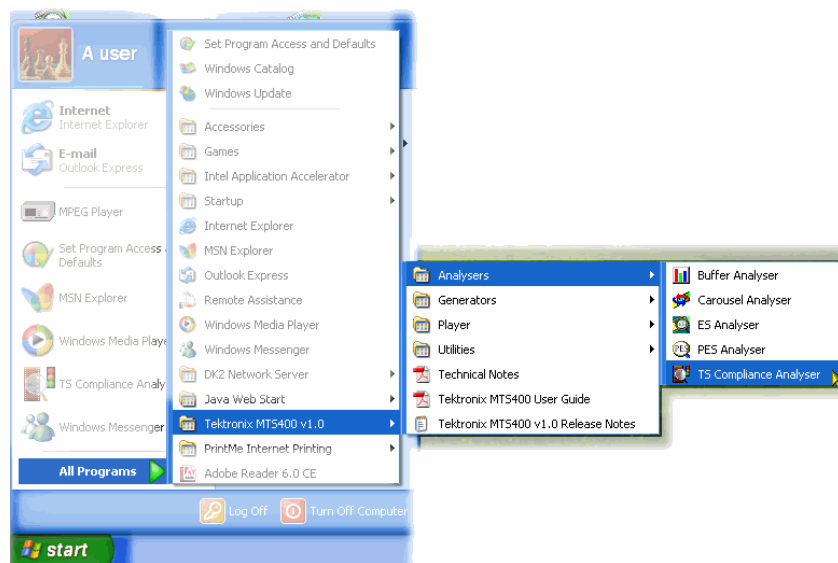 A user
Internet
Internet Explorer
E-mail
Outlook Express
MPEG Player
Set Program Access
Defaults
MSN Explorer
Windows Media Playe
TS Compliance Analy
Windows Messenger
All Programs
Set Program Access and Defaults
Windows Catalog
Windows Update
Accessories
Games
Intel Application Accelerator
Startup
Internet Explorer
MSN Explorer
Outlook Express
Remote Assistance
Windows Media Player
Windows Messenger
DK2 Network Server
Java Web Start
Tektronix MTS400 v1.0
PrintMe Internet Printing
Adobe Reader 6.0 CE
Analysers
Generators
Player
Utilities
Technical Notes
Tektronix MTS400 User Guide
Tektronix MTS400 v1.0 Release Notes
Buffer Analyser
Carousel Analyser
ES Analyser
PES
PES Analyser
TS Compliance Analyser
Log Off
Turn Off Computer
start